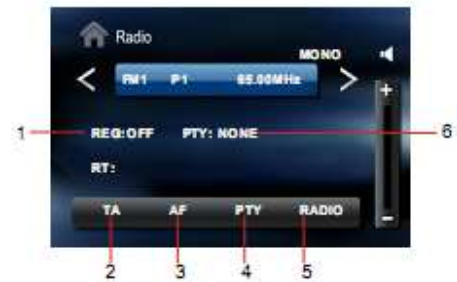 Radio
MONO
< FM1 P1 65.00MHz >
+
1 REG:OFF PTY: NONE 6
RT:
TA AF PTY RADIO
-
2 3 4 5